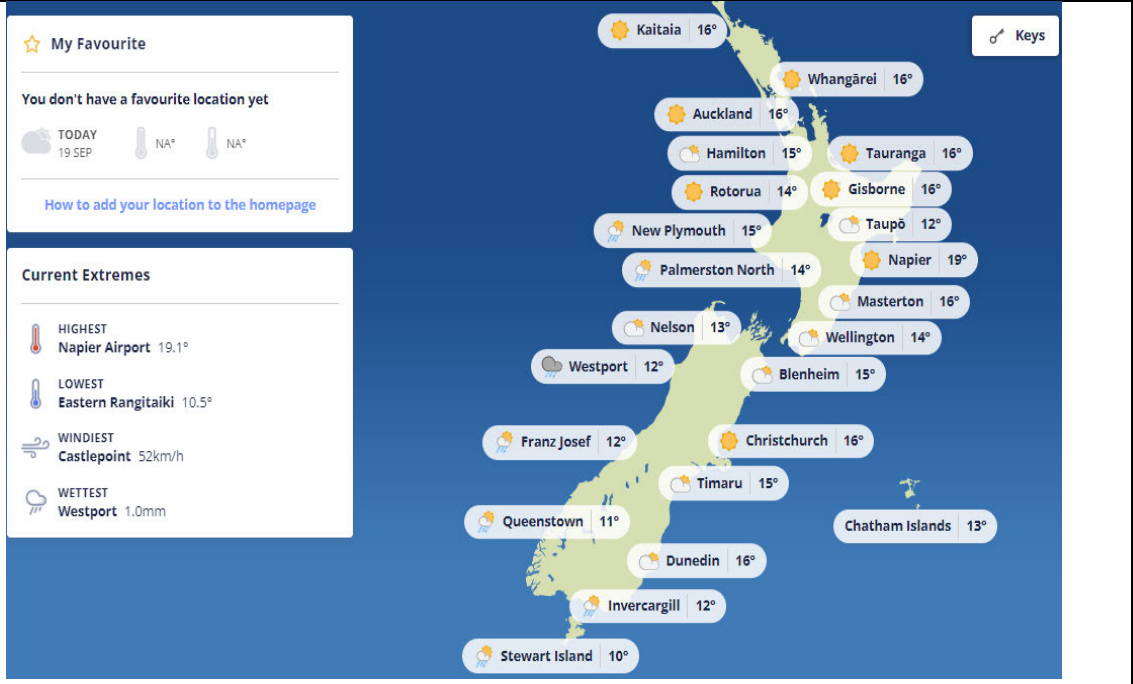 My Favourite
You don't have a favourite location yet
TODAY
19 SEP
NA°
NA°
How to add your location to the homepage
Current Extremes
HIGHEST
Napier Airport 19.1°
LOWEST
Eastern Rangitaiki 10.5°
WINDIEST
Castlepoint 52km/h
WETTEST
Westport 1.0mm
Keys
Kaitaia 16°
Whangārei 16°
Auckland 16°
Hamilton 15°
Tauranga 16°
Rotorua 14°
Gisborne 16°
Taupō 12°
New Plymouth 15°
Napier 19°
Palmerston North 14°
Masterton 16°
Nelson 13°
Wellington 14°
Westport 12°
Blenheim 15°
Franz Josef 12°
Christchurch 16°
Timaru 15°
Queenstown 11°
Chatham Islands 13°
Dunedin 16°
Invercargill 12°
Stewart Island 10°